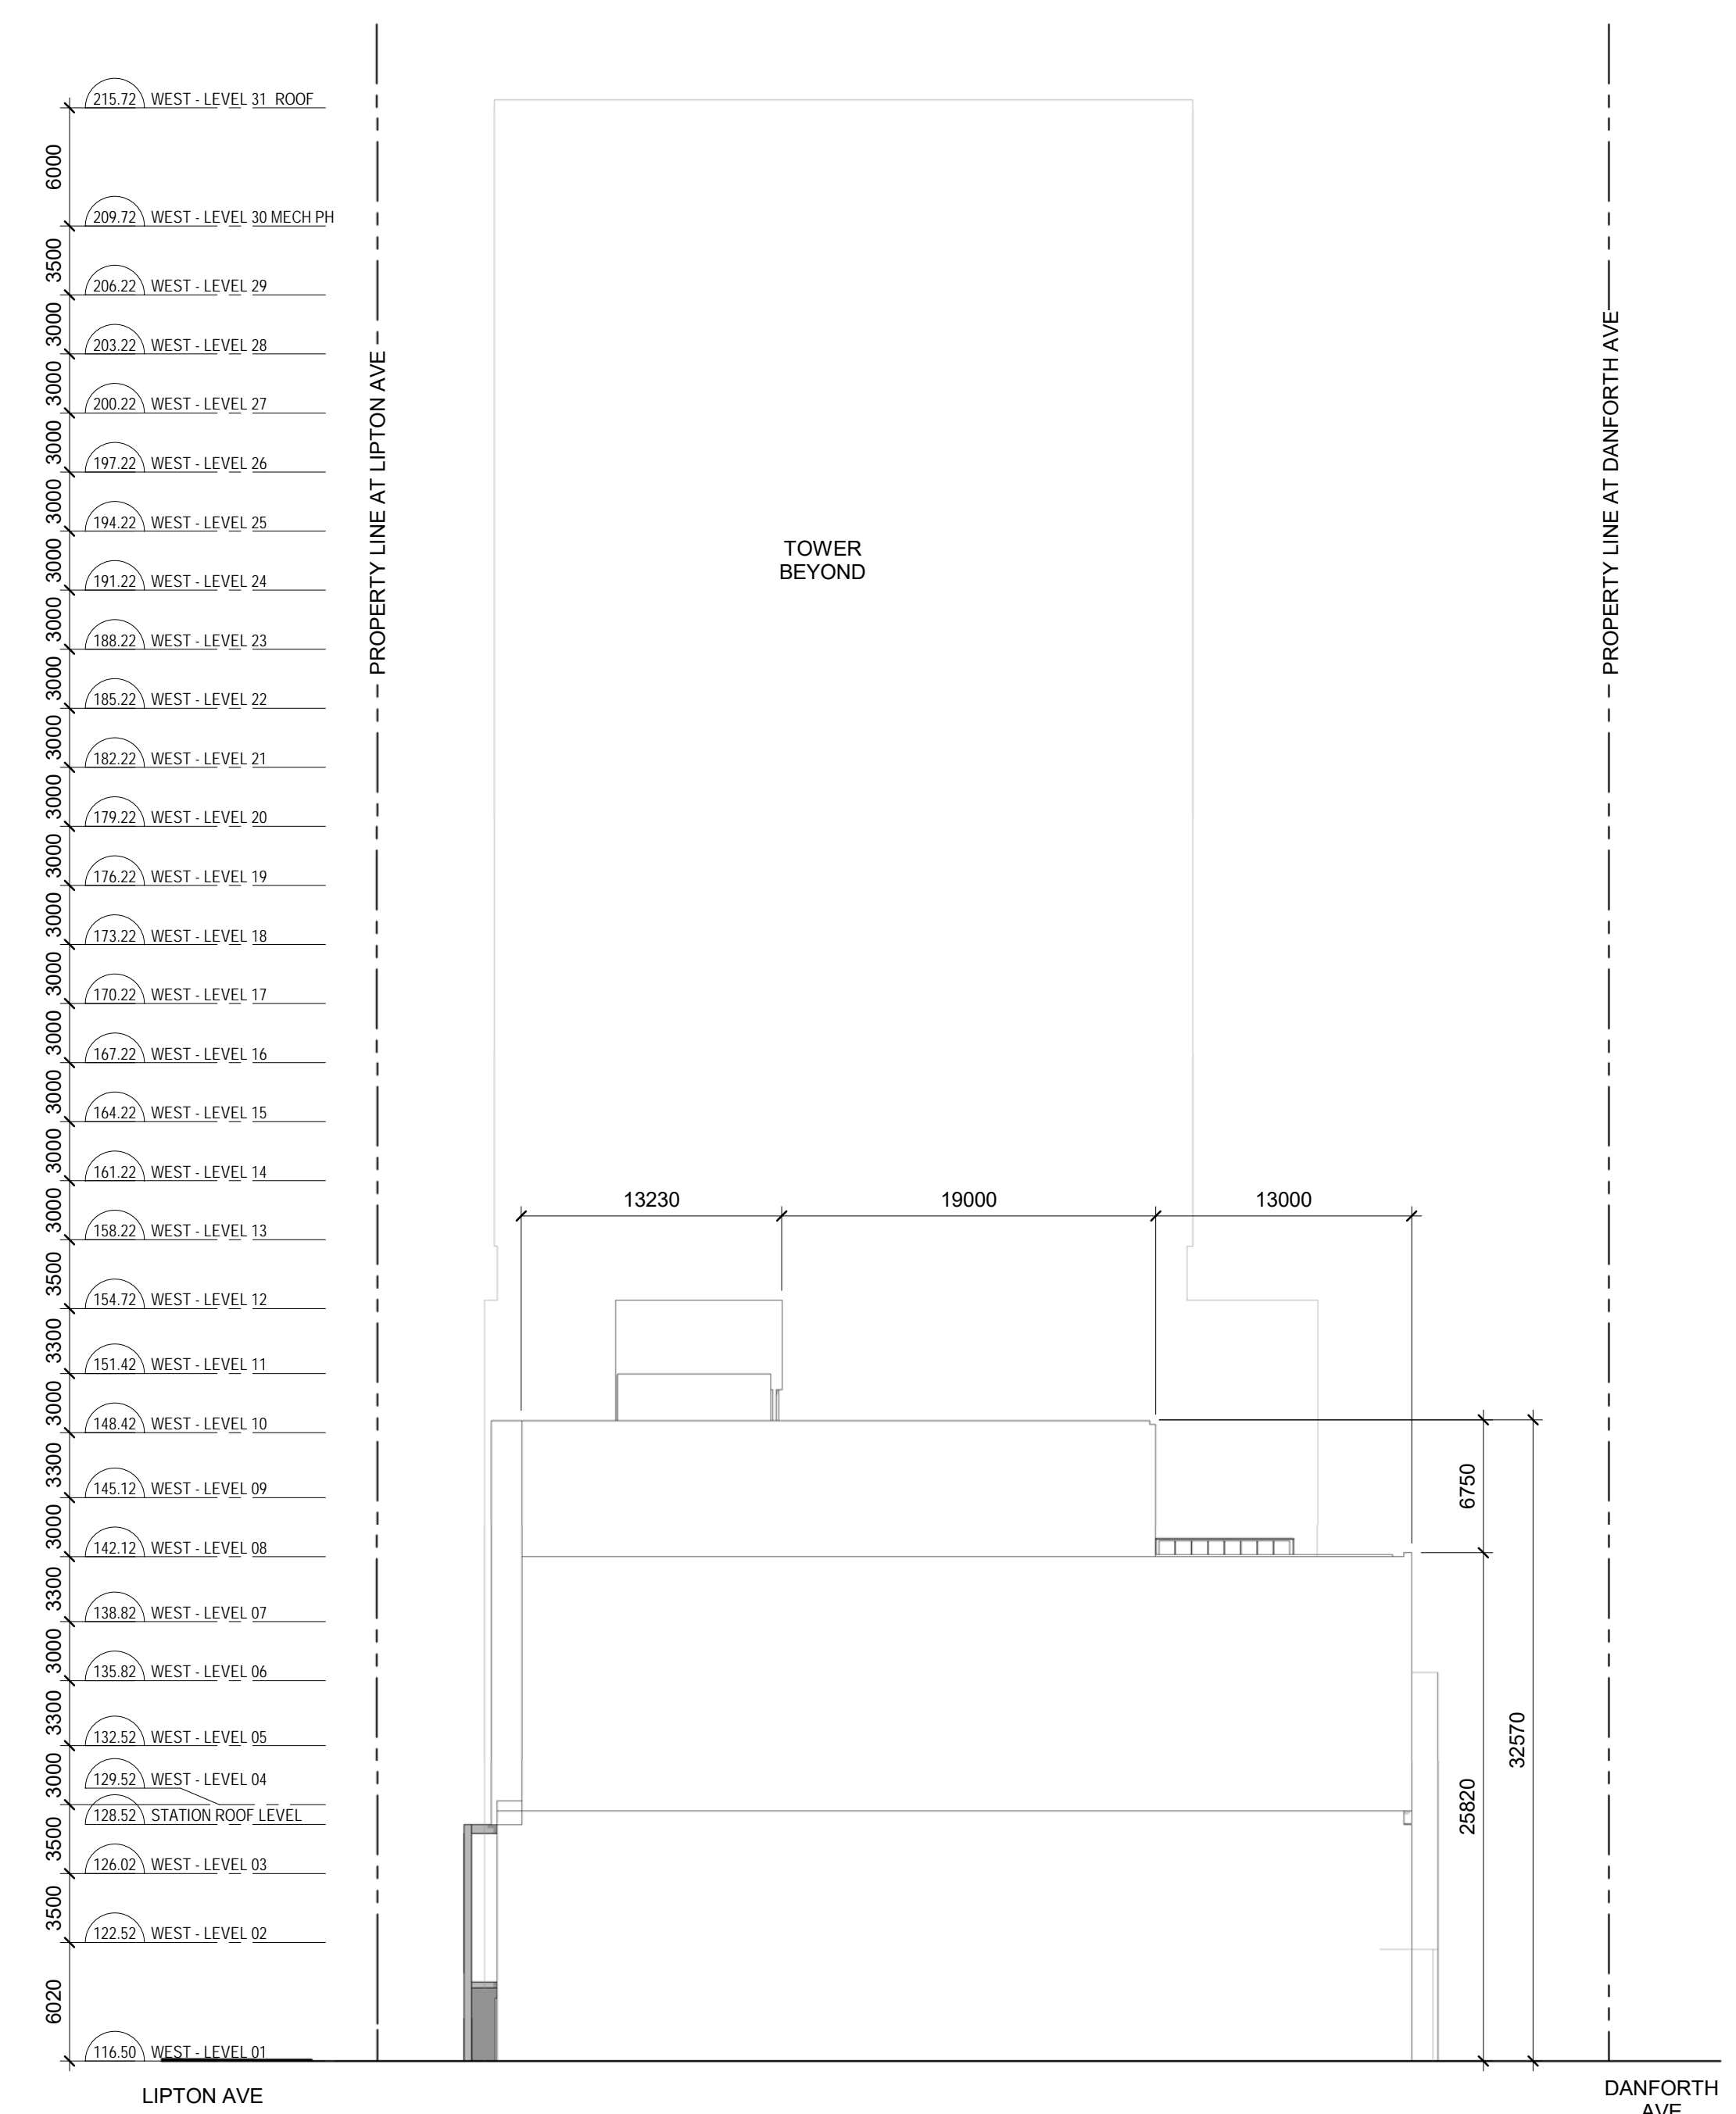 215.72 WEST - LEVEL 31 ROOF
6000
209.72 WEST - LEVEL 30 MECH PH
3500
206.22 WEST - LEVEL 29
3000
203.22 WEST - LEVEL 28
3000
200.22 WEST - LEVEL 27
3000
197.22 WEST - LEVEL 26
3000
194.22 WEST - LEVEL 25
3000
191.22 WEST - LEVEL 24
3000
188.22 WEST - LEVEL 23
3000
185.22 WEST - LEVEL 22
3000
182.22 WEST - LEVEL 21
3000
179.22 WEST - LEVEL 20
3000
176.22 WEST - LEVEL 19
3000
173.22 WEST - LEVEL 18
3000
170.22 WEST - LEVEL 17
3000
167.22 WEST - LEVEL 16
3000
164.22 WEST - LEVEL 15
3000
161.22 WEST - LEVEL 14
3000
158.22 WEST - LEVEL 13
3500
154.72 WEST - LEVEL 12
3300
151.42 WEST - LEVEL 11
3000
148.42 WEST - LEVEL 10
3300
145.12 WEST - LEVEL 09
3000
142.12 WEST - LEVEL 08
3300
138.82 WEST - LEVEL 07
3000
135.82 WEST - LEVEL 06
3300
132.52 WEST - LEVEL 05
3000
129.52 WEST - LEVEL 04
128.52 STATION ROOF LEVEL
3500
126.02 WEST - LEVEL 03
3500
122.52 WEST - LEVEL 02
6020
116.50 WEST - LEVEL 01
LIPTON AVE
PROPERTY LINE AT LIPTON AVE
TOWER
BEYOND
13230
19000
13000
6750
25820
32570
PROPERTY LINE AT DANFORTH AVE
DANFORTH
AVE